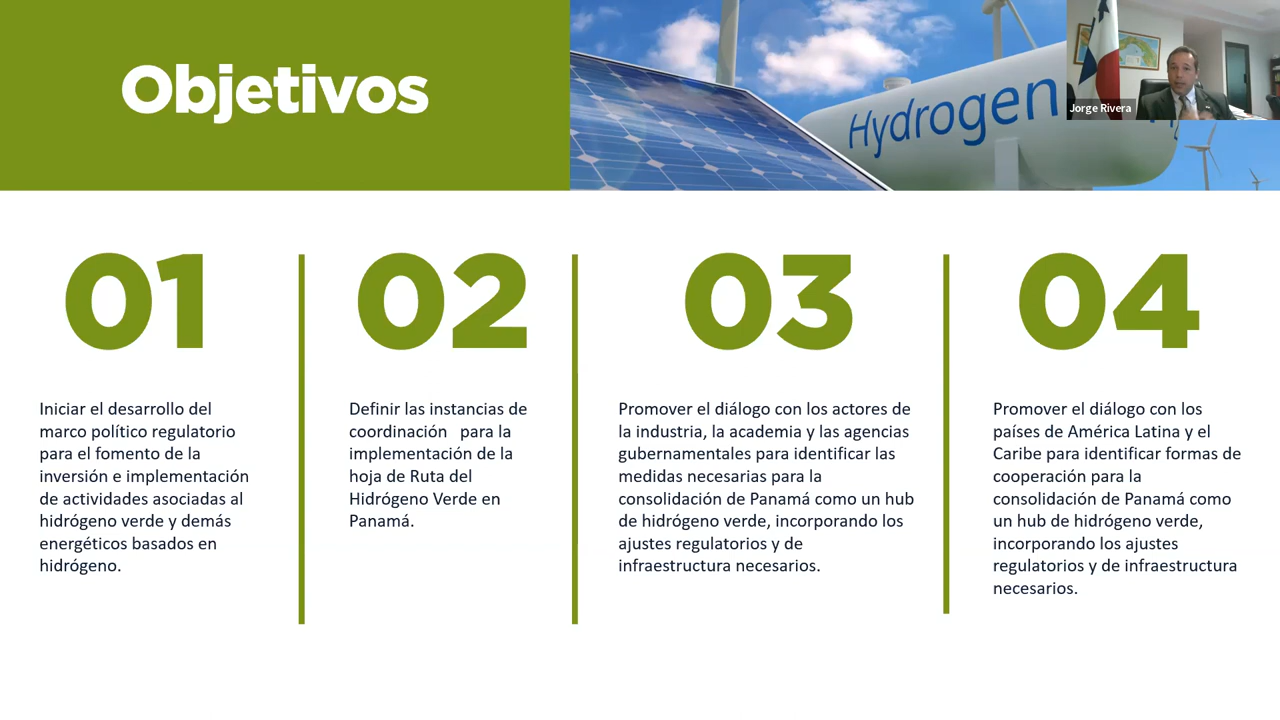 Objetivos
Hydrogen
Jorge Rivera
01
Iniciar el desarrollo del
marco político regulatorio
para el fomento de la
inversión e implementación
de actividades asociadas al
hidrógeno verde y demás
energéticos basados en
hidrógeno.
02
Definir las instancias de
coordinación para la
implementación de la
hoja de Ruta del
Hidrógeno Verde en
Panamá.
03
Promover el diálogo con los actores de
la industria, la academia y las agencias
gubernamentales para identificar las
medidas necesarias para la
consolidación de Panamá como un hub
de hidrógeno verde, incorporando los
ajustes regulatorios y de
infraestructura necesarios.
04
Promover el diálogo con los
países de América Latina y el
Caribe para identificar formas de
cooperación para la
consolidación de Panamá como
un hub de hidrógeno verde,
incorporando los ajustes
regulatorios y de infraestructura
necesarios.